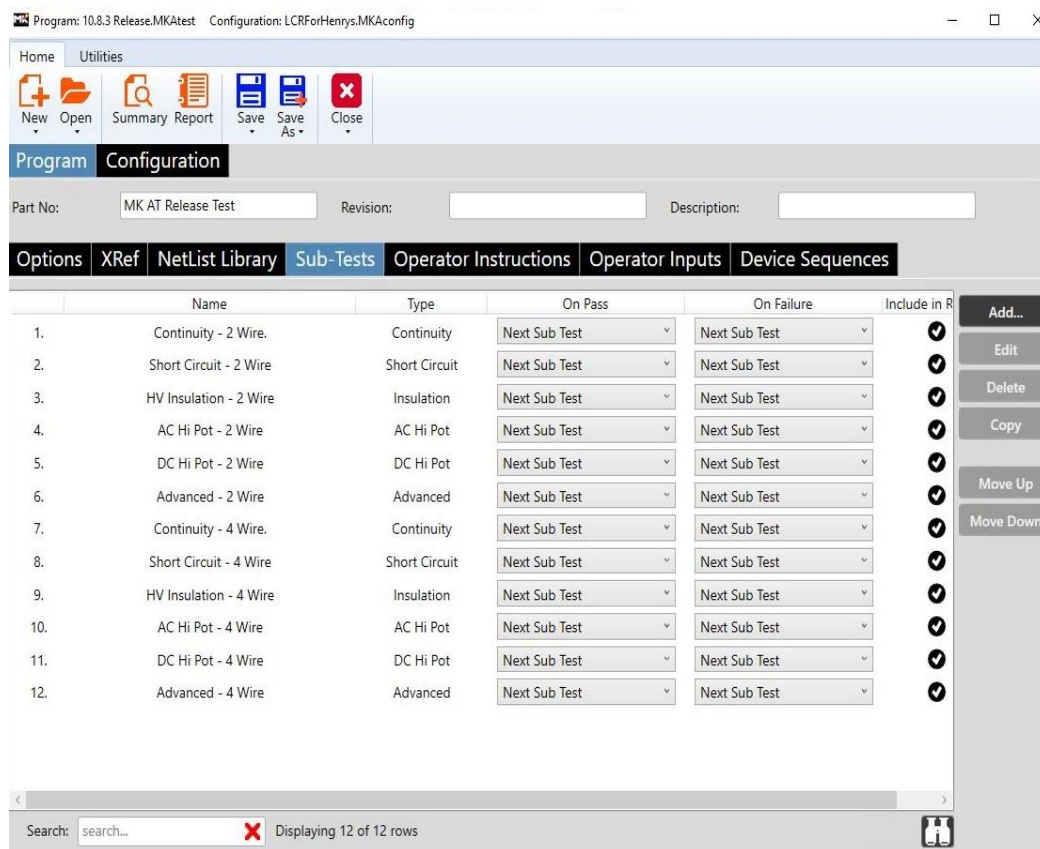 MK Program: 10.8.3 Release.MKAtest Configuration: LCRForHenrys.MKAconfig
Home Utilities
New Open Summary Report Save Save As Close
Program Configuration
Part No: MK AT Release Test Revision: Description:
Options XRef NetList Library Sub-Tests Operator Instructions Operator Inputs Device Sequences
Name Type On Pass On Failure Include in R
Add...
1. Continuity - 2 Wire. Continuity Next Sub Test Next Sub Test
Edit
2. Short Circuit - 2 Wire Short Circuit Next Sub Test Next Sub Test
Delete
3. HV Insulation - 2 Wire Insulation Next Sub Test Next Sub Test
Copy
4. AC Hi Pot - 2 Wire AC Hi Pot Next Sub Test Next Sub Test
5. DC Hi Pot - 2 Wire DC Hi Pot Next Sub Test Next Sub Test
Move Up
6. Advanced - 2 Wire Advanced Next Sub Test Next Sub Test
Move Down
7. Continuity - 4 Wire. Continuity Next Sub Test Next Sub Test
8. Short Circuit - 4 Wire Short Circuit Next Sub Test Next Sub Test
9. HV Insulation - 4 Wire Insulation Next Sub Test Next Sub Test
10. AC Hi Pot - 4 Wire AC Hi Pot Next Sub Test Next Sub Test
11. DC Hi Pot - 4 Wire DC Hi Pot Next Sub Test Next Sub Test
12. Advanced - 4 Wire Advanced Next Sub Test Next Sub Test
Search: search... Displaying 12 of 12 rows